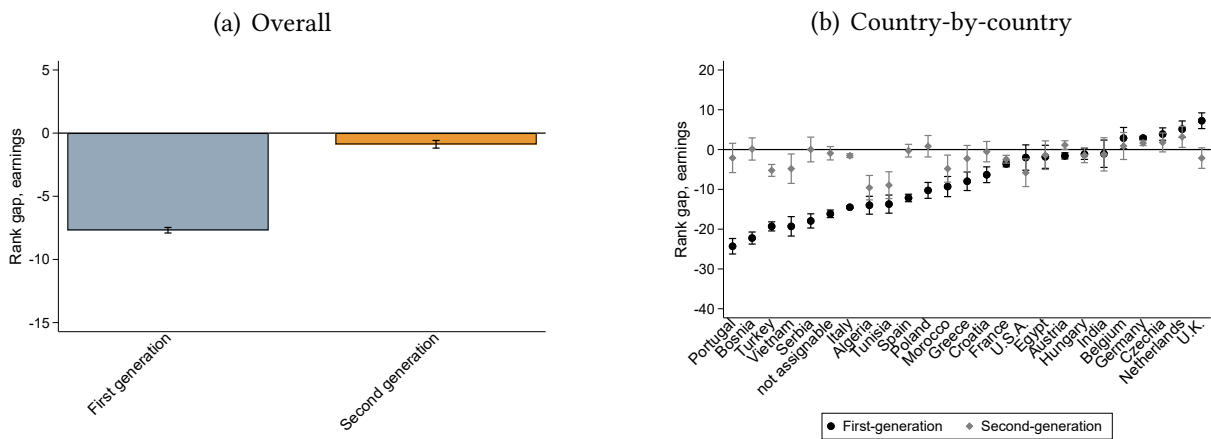 (a) Overall
5
0
-5
-10
-15
Rank gap, earnings
First generation
Second generation
(b) Country-by-country
20
10
0
-10
-20
-30
-40
Rank gap, earnings
Portugal
Bosnia
Turkey
Vietnam
Serbia
not assignable
Italy
Algeria
Tunisia
Spain
Poland
Morocco
Greece
Croatia
France
U.S.A.
Egypt
Austria
Hungary
India
Belgium
Germany
Czechia
Netherlands
U.K.
First-generation
Second-generation